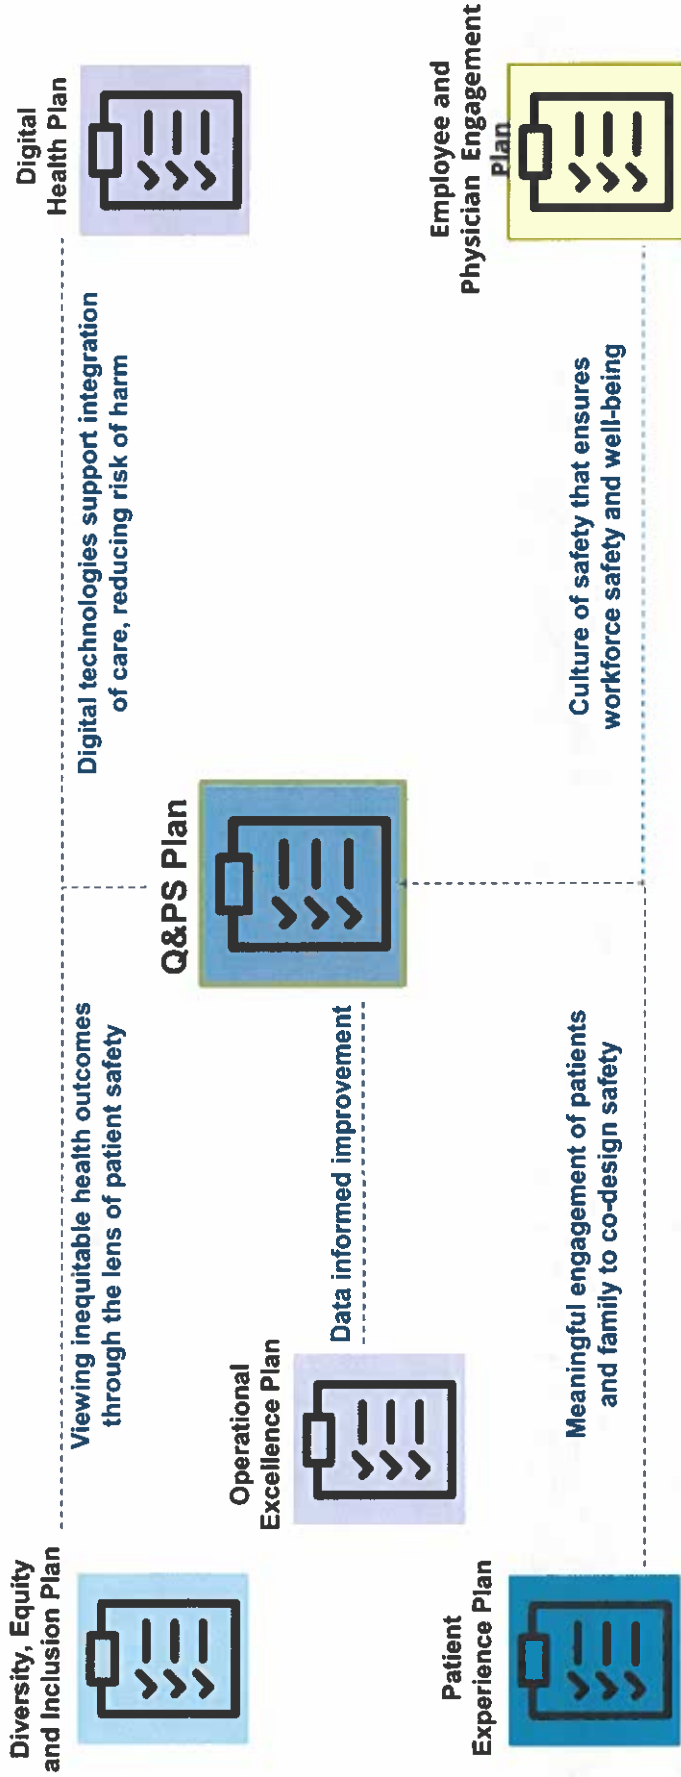 Diversity, Equity
and Inclusion Plan
Viewing inequitable health outcomes
through the lens of patient safety
Digital technologies support integration
of care, reducing risk of harm
Digital
Health Plan
Q&PS Plan
Operational
Excellence Plan
Data informed improvement
Patient
Experience Plan
Meaningful engagement of patients
and family to co-design safety
Culture of safety that ensures
workforce safety and well-being
Employee and
Physician Engagement
Plan